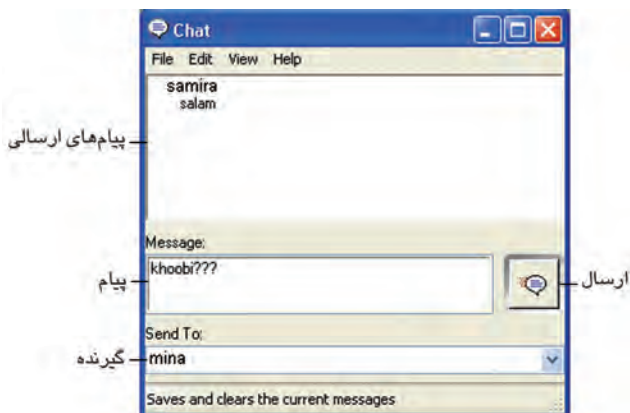 Chat
File Edit View Help
samira
salam
پیام‌های ارسالی
Message:
khoobi???
پیام
ارسال
Send To:
mina
گیرنده
Saves and clears the current messages